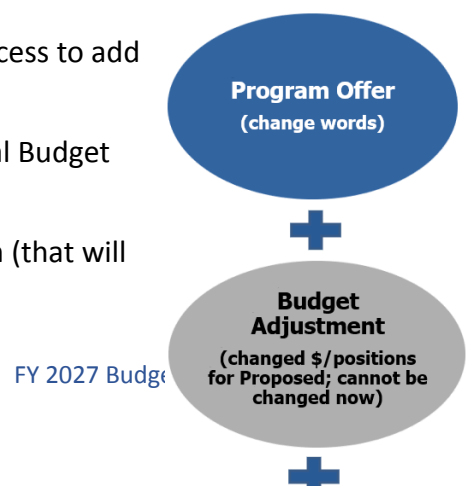 cess to add
l Budget
(that will
FY 2027 Budge
Program Offer
(change words)
Budget
Adjustment
(changed $/positions
for Proposed; cannot be
changed now)